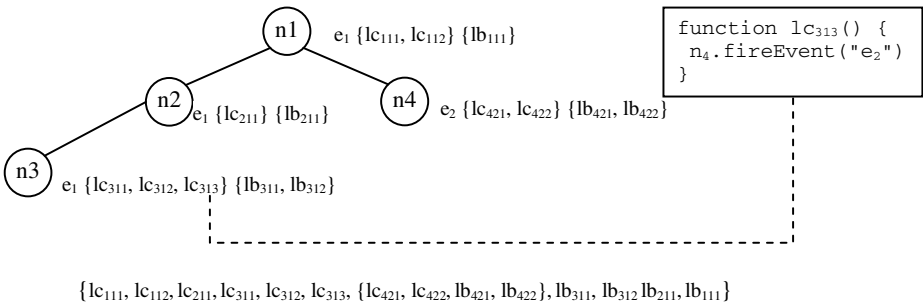 n1
e₁ {lc₁₁₁, lc₁₁₂} {lb₁₁₁}
function lc₃₁₃() {
n₄.fireEvent("e₂")
}
n2
e₁ {lc₂₁₁} {lb₂₁₁}
n4
e₂ {lc₄₂₁, lc₄₂₂} {lb₄₂₁, lb₄₂₂}
n3
e₁ {lc₃₁₁, lc₃₁₂, lc₃₁₃} {lb₃₁₁, lb₃₁₂}
{lc₁₁₁, lc₁₁₂, lc₂₁₁, lc₃₁₁, lc₃₁₂, lc₃₁₃, {lc₄₂₁, lc₄₂₂, lb₄₂₁, lb₄₂₂}, lb₃₁₁, lb₃₁₂ lb₂₁₁, lb₁₁₁}